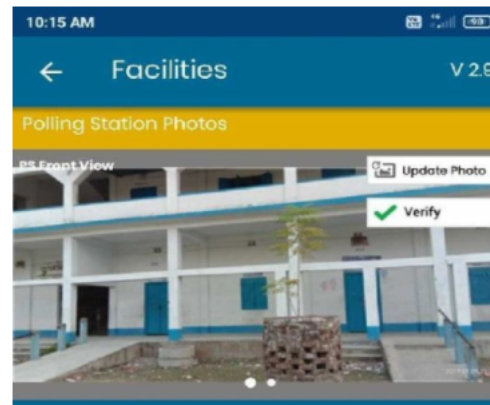 10:15 AM
Facilities
V 2.9
Polling Station Photos
PS Front View
Update Photo
Verify